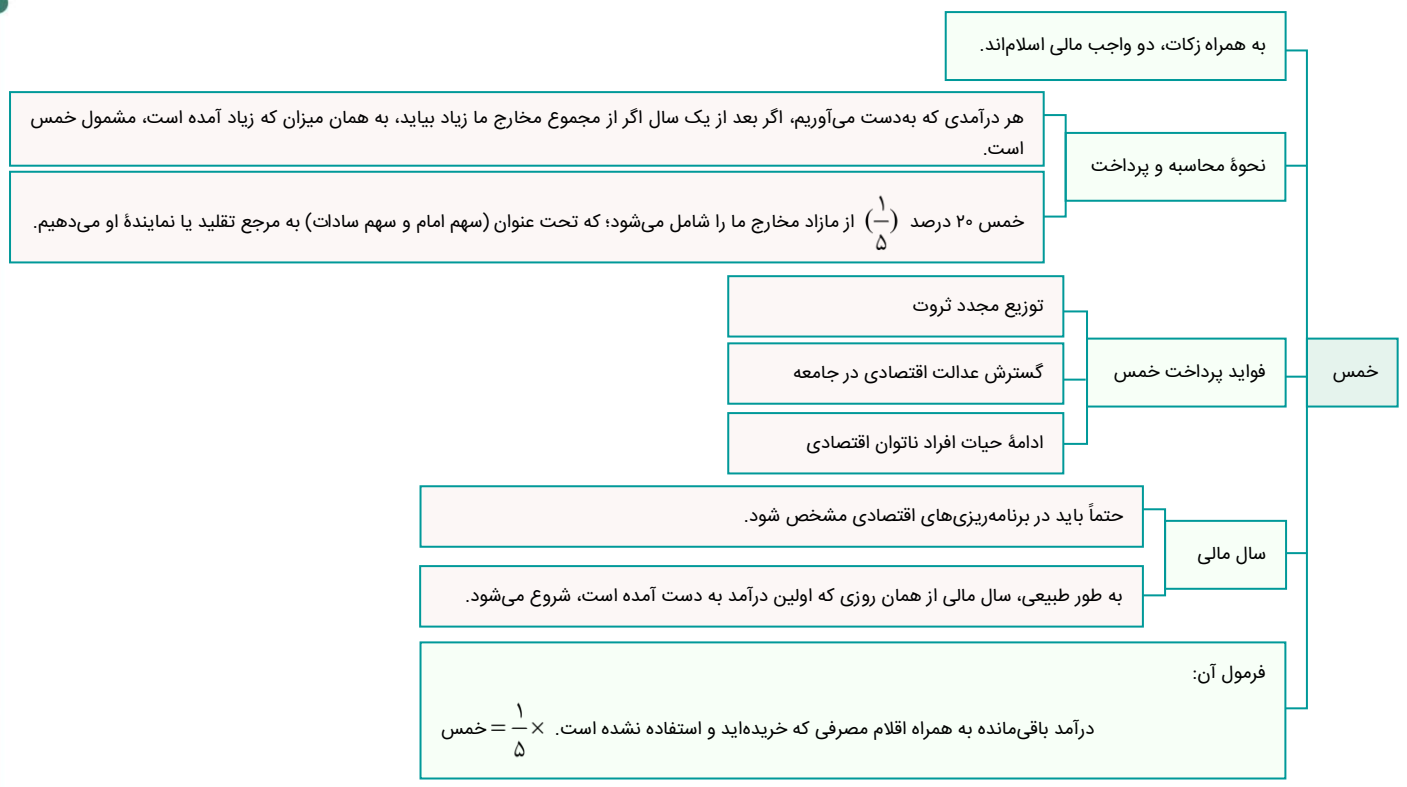 خمس
به همراه زکات، دو واجب مالی اسلام‌اند.
نحوهٔ محاسبه و پرداخت
هر درآمدی که به‌دست می‌آوریم، اگر بعد از یک سال اگر از مجموع مخارج ما زیاد بیاید، به همان میزان که زیاد آمده است، مشمول خمس
است.
خمس ۲۰ درصد (۱/۵) از مازاد مخارج ما را شامل می‌شود؛ که تحت عنوان (سهم امام و سهم سادات) به مرجع تقلید یا نمایندهٔ او می‌دهیم.
فواید پرداخت خمس
توزیع مجدد ثروت
گسترش عدالت اقتصادی در جامعه
ادامهٔ حیات افراد ناتوان اقتصادی
سال مالی
حتماً باید در برنامه‌ریزی‌های اقتصادی مشخص شود.
به طور طبیعی، سال مالی از همان روزی که اولین درآمد به دست آمده است، شروع می‌شود.
فرمول آن:
درآمد باقی‌مانده به همراه اقلام مصرفی که خریده‌اید و استفاده نشده است. × ۱/۵ = خمس